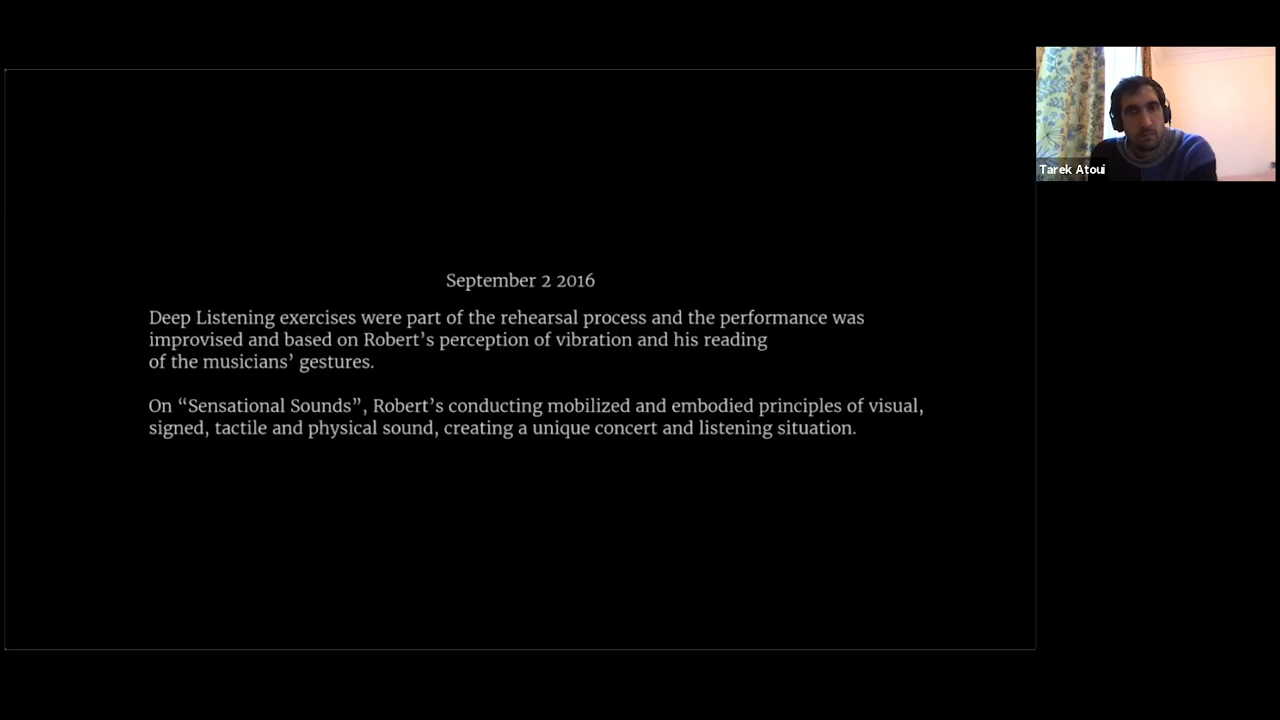 September 2 2016
Deep Listening exercises were part of the rehearsal process and the performance was
improvised and based on Robert’s perception of vibration and his reading
of the musicians’ gestures.
On “Sensational Sounds”, Robert’s conducting mobilized and embodied principles of visual,
signed, tactile and physical sound, creating a unique concert and listening situation.
Tarek Atoui